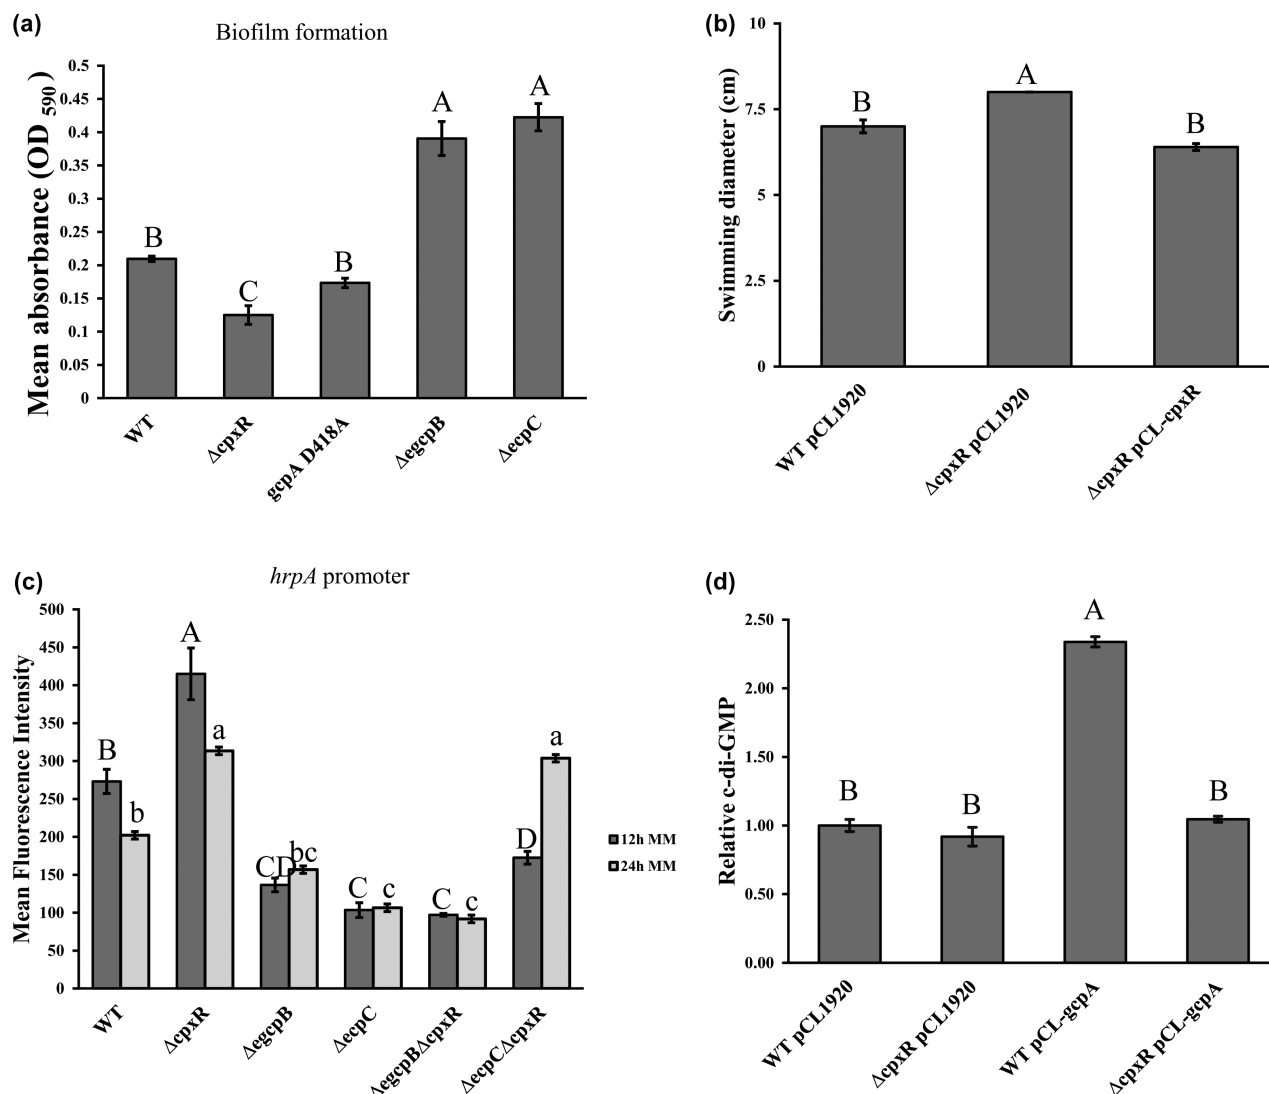 (a)
Biofilm formation
Mean absorbance (OD 590)
0.5
0.45
0.4
0.35
0.3
0.25
0.2
0.15
0.1
0.05
0
B
C
B
A
A
WT
ΔcpxR
gcpA D418A
ΔegcpB
ΔecpC
(b)
Swimming diameter (cm)
10
7.5
5
2.5
0
B
A
B
WT pCL1920
ΔcpxR pCL1920
ΔcpxR pCL-cpxR
(c)
hrpA promoter
Mean Fluorescence Intensity
500
450
400
350
300
250
200
150
100
50
0
B
b
A
a
CD
bc
C
c
C
c
D
a
WT
ΔcpxR
ΔegcpB
ΔecpC
ΔegcpBΔcpxR
ΔecpCΔcpxR
12h MM
24h MM
(d)
Relative c-di-GMP
2.50
2.00
1.50
1.00
0.50
0.00
B
B
A
B
WT pCL1920
ΔcpxR pCL1920
WT pCL-gcpA
ΔcpxR pCL-gcpA